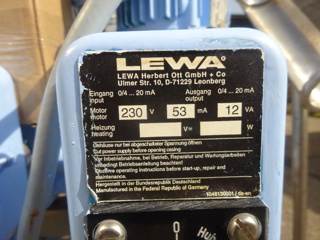 LEWA
LEWA Herbert Ott GmbH + Co
Ulmer Str. 10, D-71229 Leonberg
Eingang 0/4 ... 20 mA Ausgang 0/4 ... 20 mA
input output
Motor 230 V 53 mA 12 VA
motor
Heizung V= W
heating
Gehäuse nur bei abgeschalteter Spannung öffnen
Cut power supply before opening casing
Vor Inbetriebnahme, bei Betrieb, Reparatur und Wartungsarbeiten
unbedingt Betriebsanleitung beachten!
Observe operating instructions before start-up, repair and
maintenance.
Hergestellt in der Bundesrepublik Deutschland
Manufactured in the Federal Republic of Germany
0
Hub